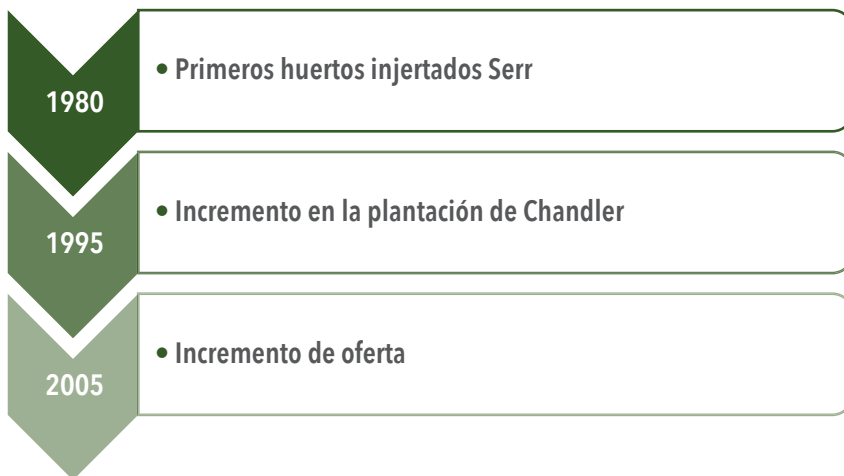 1980
• Primeros huertos injertados Serr
1995
• Incremento en la plantación de Chandler
2005
• Incremento de oferta